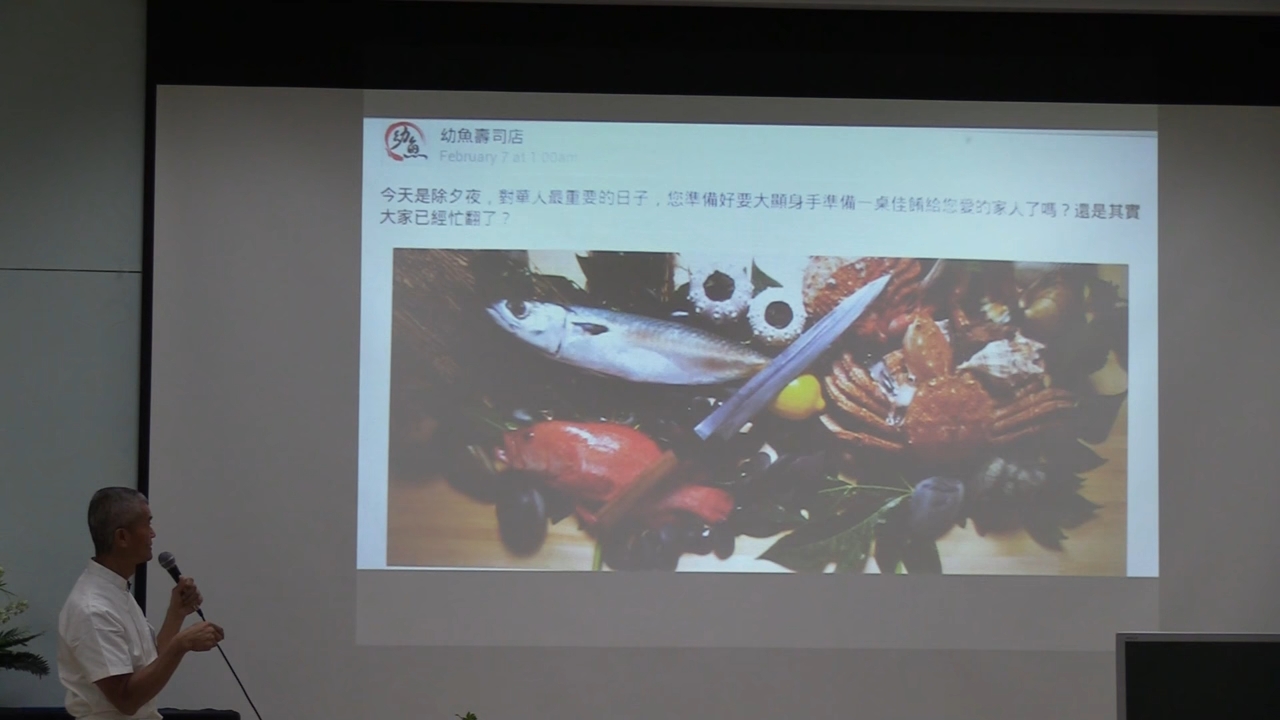 幼魚
幼魚壽司店
February 7 at 1:00am
今天是除夕夜，對華人最重要的日子，您準備好要大顯身手準備一桌佳餚給您愛的家人了嗎？還是其實
大家已經忙翻了？